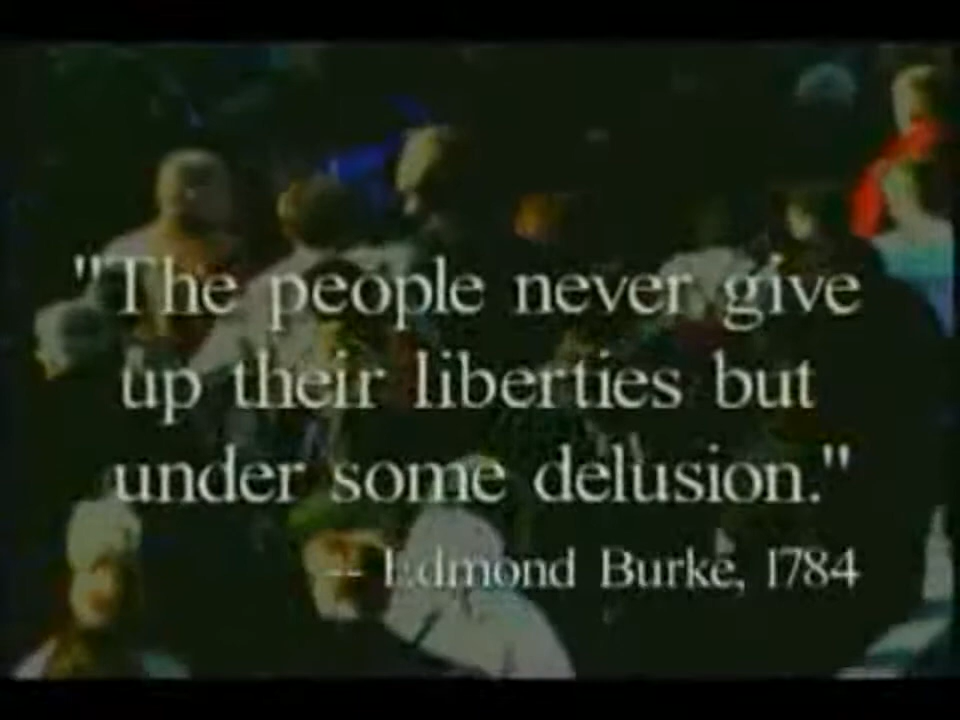 "The people never give
up their liberties but
under some delusion."
-- Edmond Burke, 1784